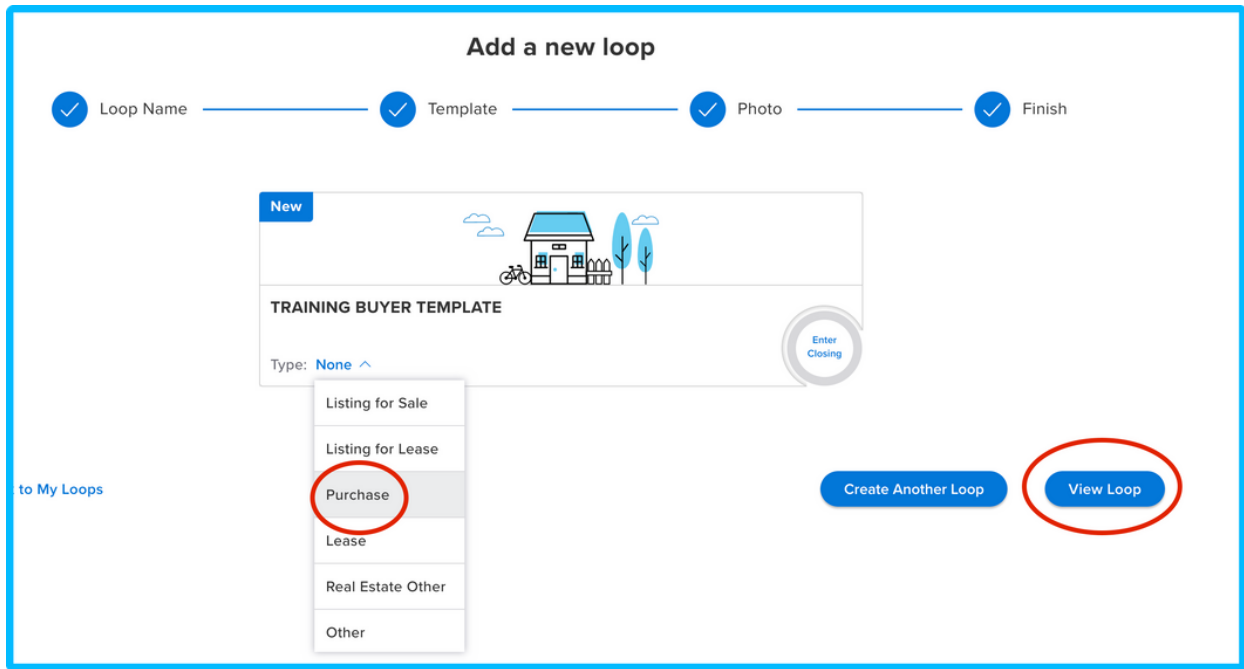 Add a new loop
Loop Name
Template
Photo
Finish
New
TRAINING BUYER TEMPLATE
Enter
Closing
Type: None
Listing for Sale
Listing for Lease
Purchase
Lease
Real Estate Other
Other
to My Loops
Create Another Loop
View Loop